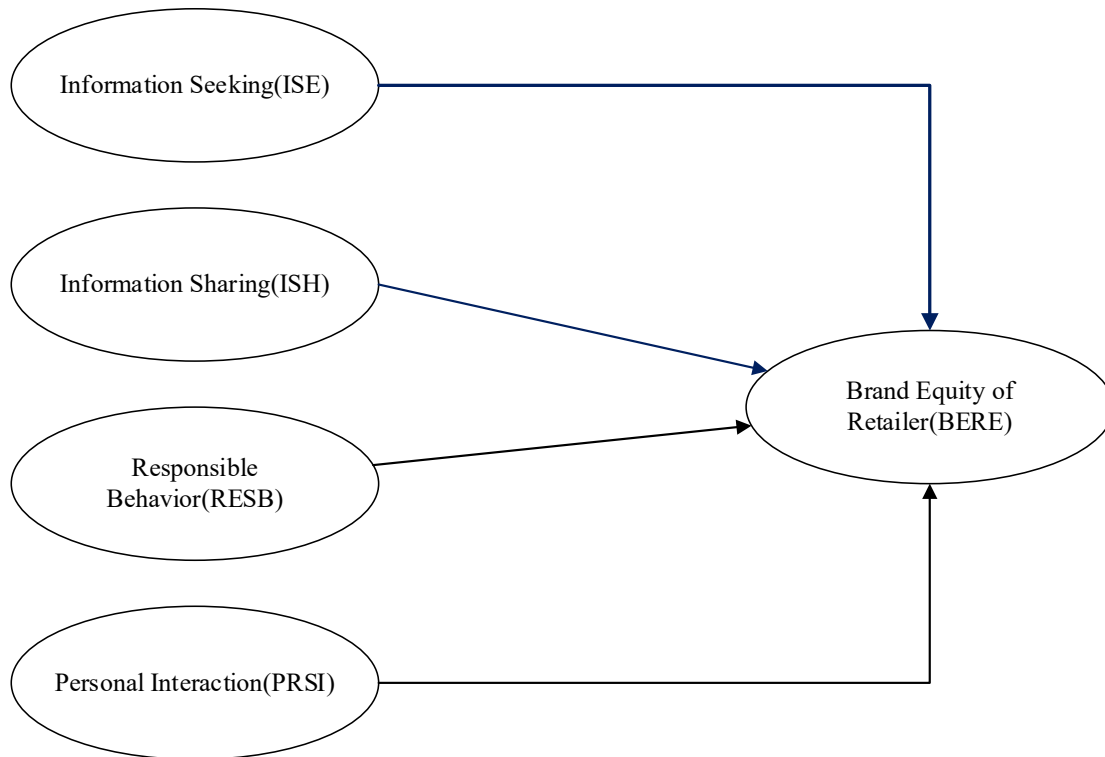 Information Seeking(ISE)
Information Sharing(ISH)
Brand Equity of
Retailer(BERE)
Responsible
Behavior(RESB)
Personal Interaction(PRSI)